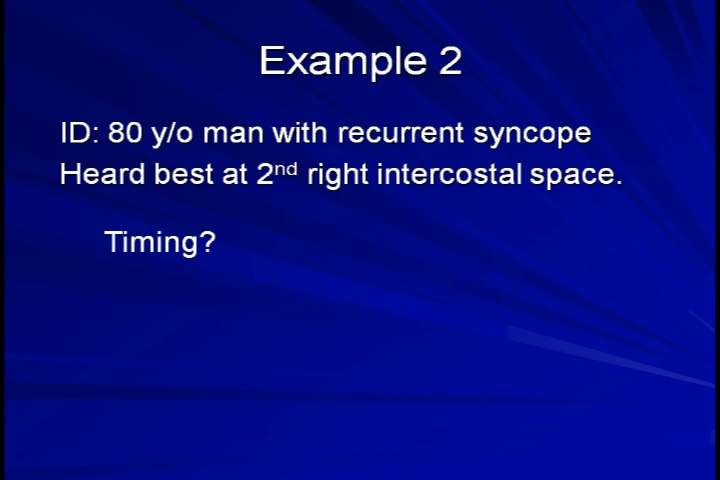 Example 2
ID: 80 y/o man with recurrent syncope
Heard best at 2nd right intercostal space.
Timing?